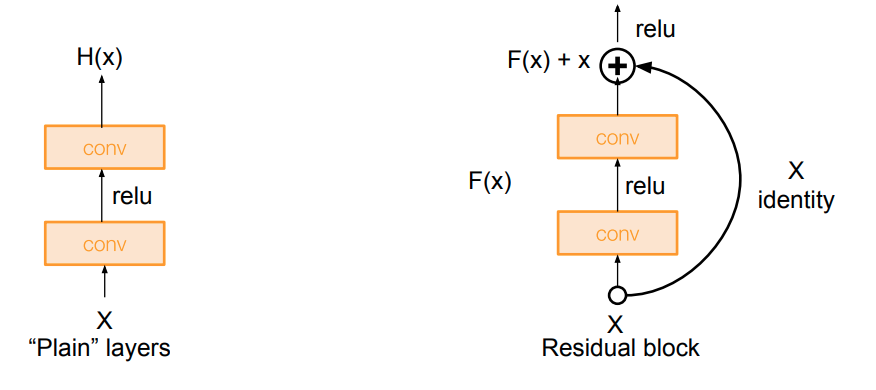 H(x)
conv
relu
conv
X
“Plain” layers
relu
F(x) + x
conv
F(x)
relu
X
identity
conv
X
Residual block